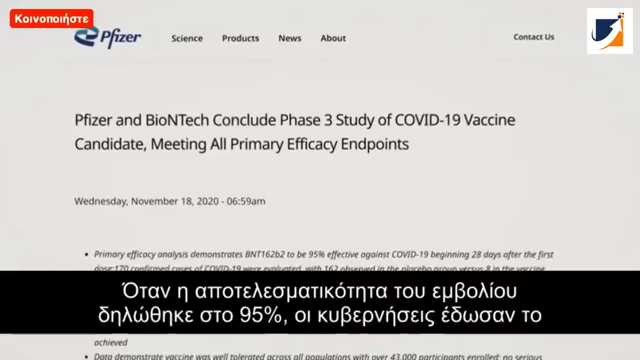 Κοινοποιήστε
Pfizer
Science Products News About Contact Us
Pfizer and BioNTech Conclude Phase 3 Study of COVID-19 Vaccine
Candidate, Meeting All Primary Efficacy Endpoints
Wednesday, November 18, 2020 - 06:59am
• Primary efficacy analysis demonstrates BNT162b2 to be 95% effective against COVID-19 beginning 28 days after the first
dose;170 confirmed cases of COVID-19 were evaluated, with 162 observed in the placebo group versus 8 in the vaccine
Όταν η αποτελεσματικότητα του εμβολίου
δηλώθηκε στο 95%, οι κυβερνήσεις έδωσαν το
achieved
• Data demonstrate vaccine was well tolerated across all populations with over 43,000 participants enrolled; no serious